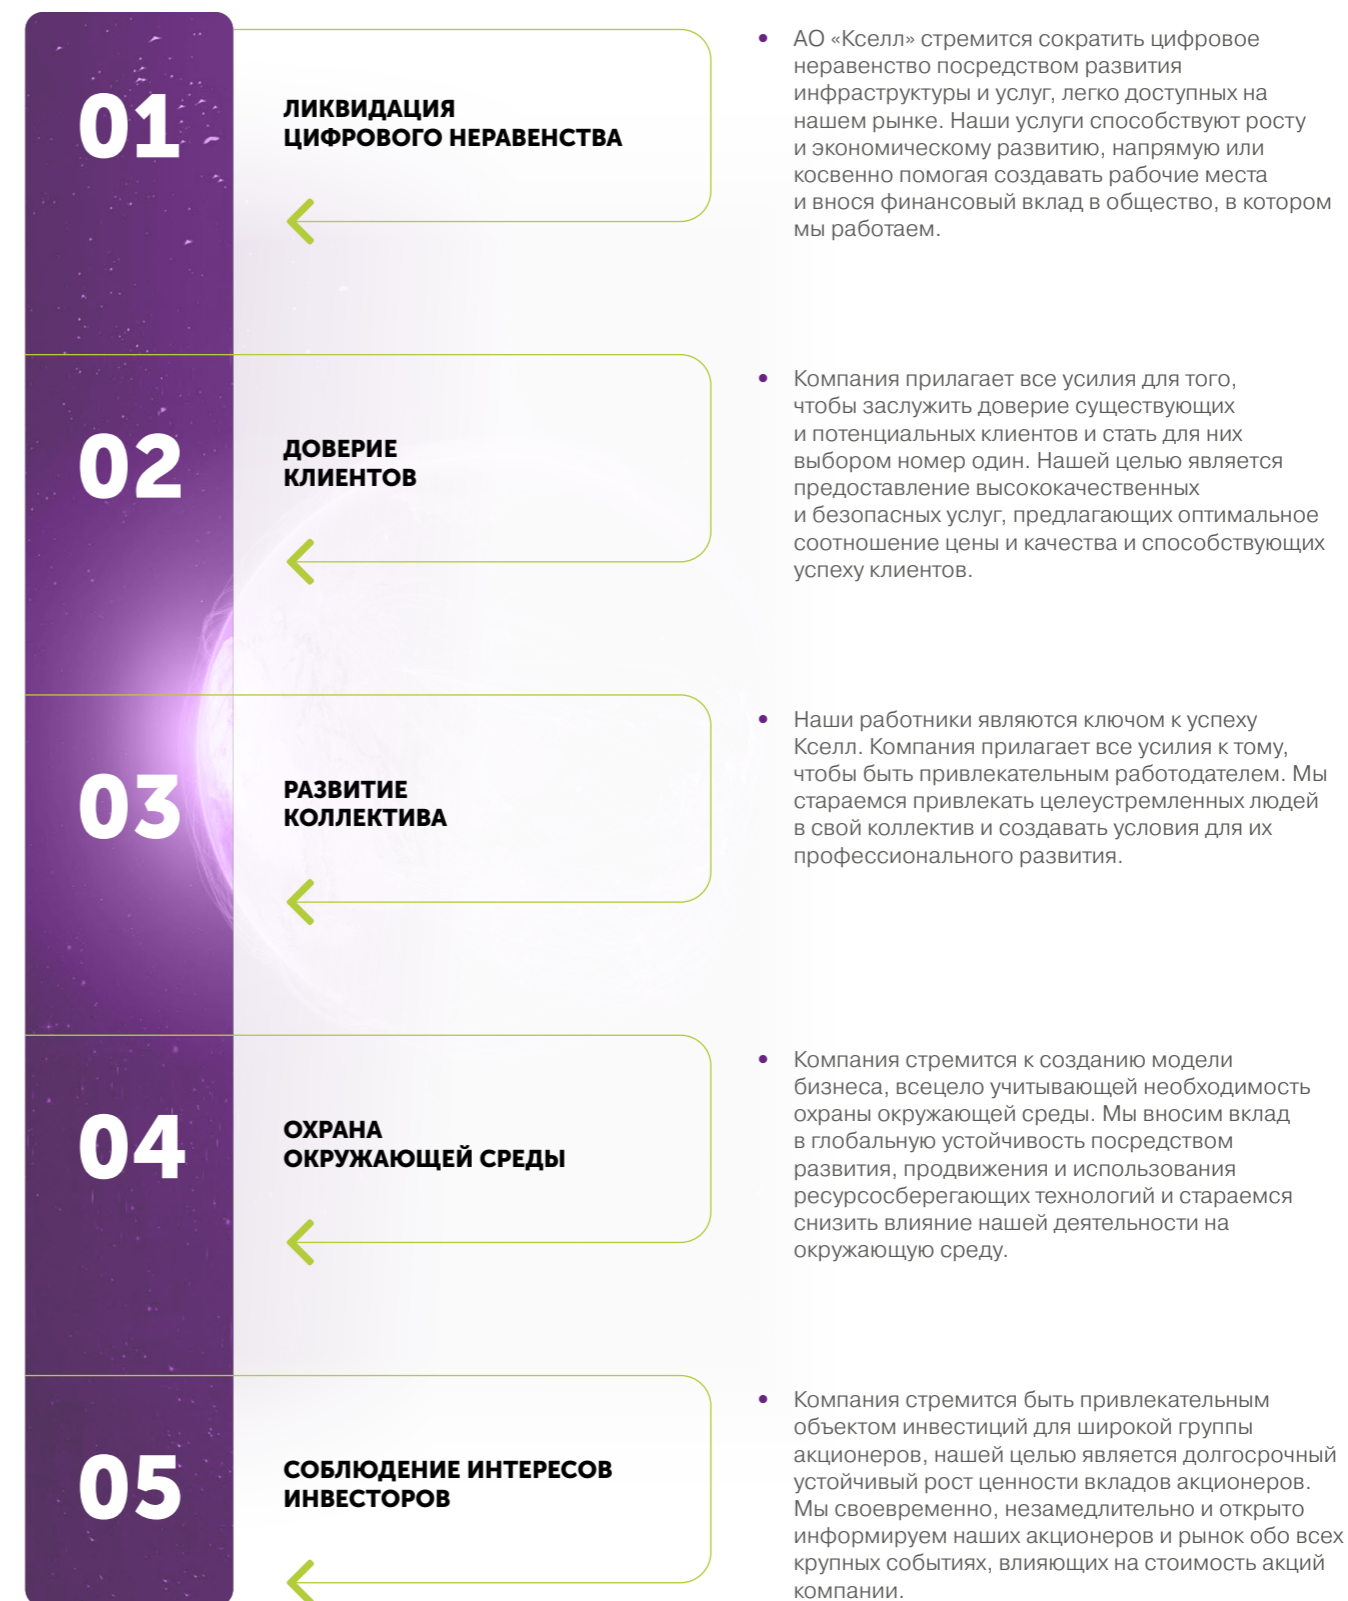 01
ЛИКВИДАЦИЯ
ЦИФРОВОГО НЕРАВЕНСТВА
• АО «Кселл» стремится сократить цифровое
неравенство посредством развития
инфраструктуры и услуг, легко доступных на
нашем рынке. Наши услуги способствуют росту
и экономическому развитию, напрямую или
косвенно помогая создавать рабочие места
и внося финансовый вклад в общество, в котором
мы работаем.
02
ДОВЕРИЕ
КЛИЕНТОВ
• Компания прилагает все усилия для того,
чтобы заслужить доверие существующих
и потенциальных клиентов и стать для них
выбором номер один. Нашей целью является
предоставление высококачественных
и безопасных услуг, предлагающих оптимальное
соотношение цены и качества и способствующих
успеху клиентов.
03
РАЗВИТИЕ
КОЛЛЕКТИВА
• Наши работники являются ключом к успеху
Кселл. Компания прилагает все усилия к тому,
чтобы быть привлекательным работодателем. Мы
стараемся привлекать целеустремленных людей
в свой коллектив и создавать условия для их
профессионального развития.
04
ОХРАНА
ОКРУЖАЮЩЕЙ СРЕДЫ
• Компания стремится к созданию модели
бизнеса, всецело учитывающей необходимость
охраны окружающей среды. Мы вносим вклад
в глобальную устойчивость посредством
развития, продвижения и использования
ресурсосберегающих технологий и стараемся
снизить влияние нашей деятельности на
окружающую среду.
05
СОБЛЮДЕНИЕ ИНТЕРЕСОВ
ИНВЕСТОРОВ
• Компания стремится быть привлекательным
объектом инвестиций для широкой группы
акционеров, нашей целью является долгосрочный
устойчивый рост ценности вкладов акционеров.
Мы своевременно, незамедлительно и открыто
информируем наших акционеров и рынок обо всех
крупных событиях, влияющих на стоимость акций
компании.